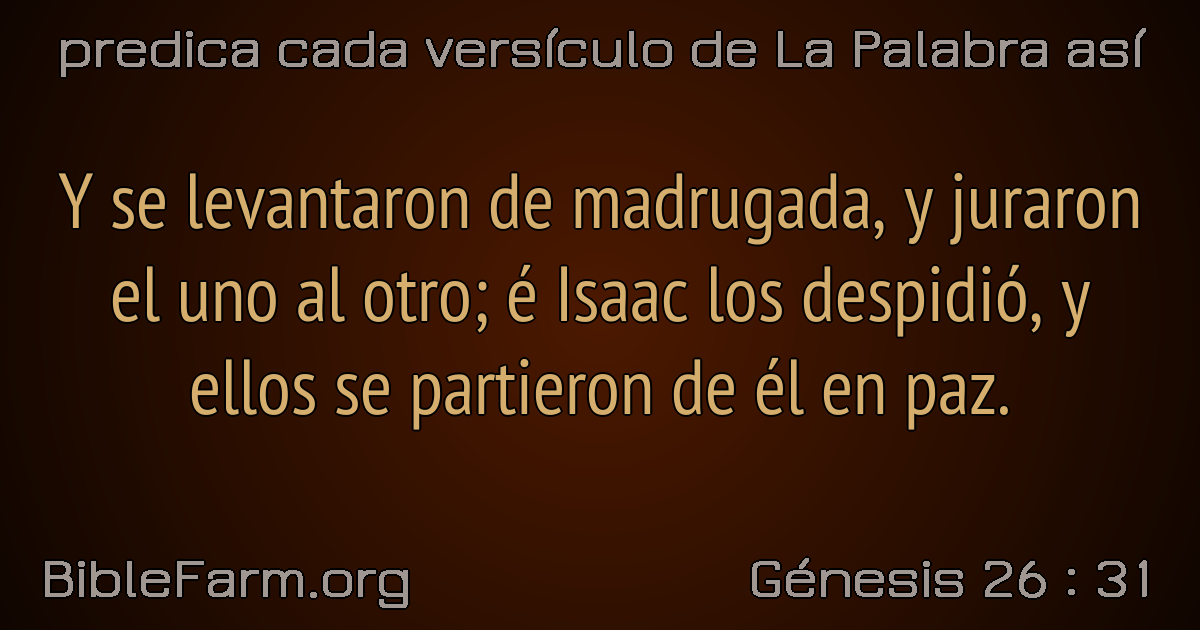 predica cada versículo de La Palabra así
Y se levantaron de madrugada, y juraron
el uno al otro; é Isaac los despidió, y
ellos se partieron de él en paz.
BibleFarm.org
Génesis 26 : 31